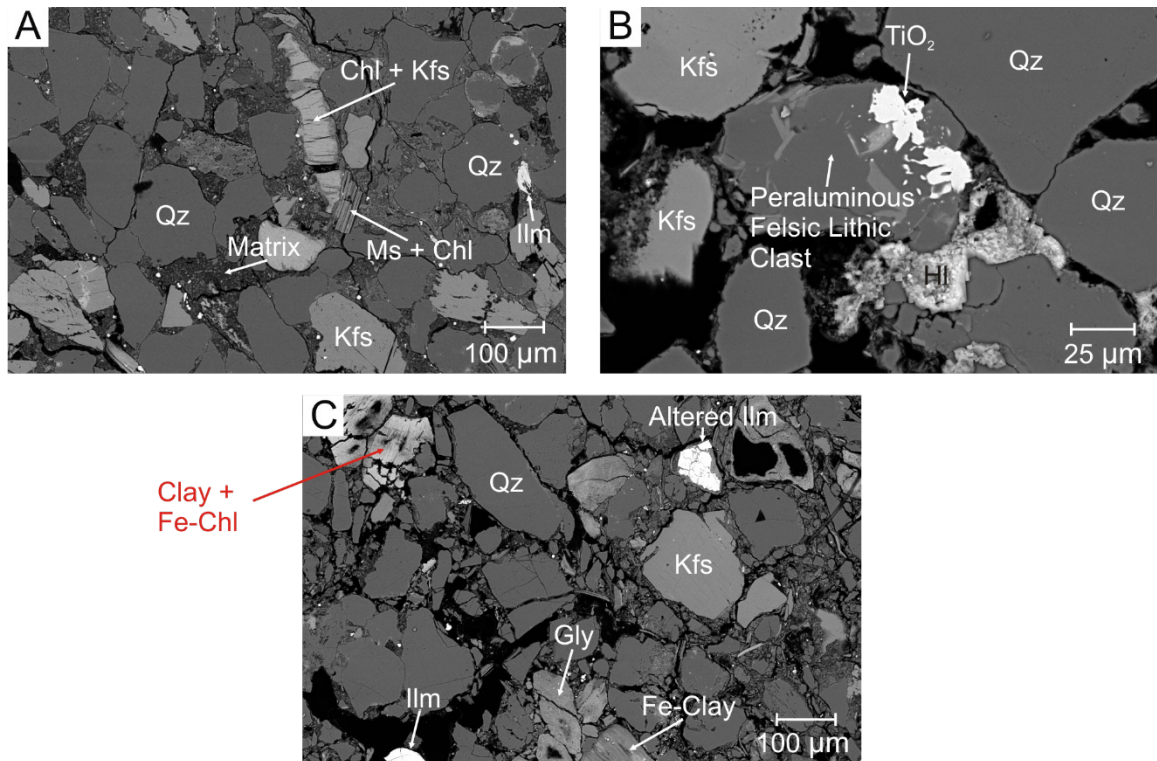 A
Chl + Kfs
Qz
Qz
Ilm
Matrix
Ms + Chl
Kfs
100 µm
B
TiO2
Kfs
Qz
Peraluminous
Felsic Lithic
Clast
Kfs
Qz
Hl
Qz
25 µm
C
Altered Ilm
Clay +
Fe-Chl
Qz
Kfs
Gly
Ilm
Fe-Clay
100 µm